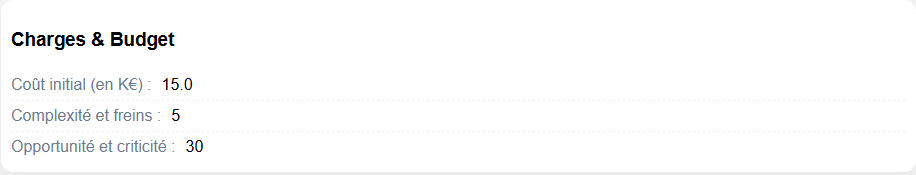 Charges & Budget
Coût initial (en K€) : 15.0
Complexité et freins : 5
Opportunité et criticité : 30